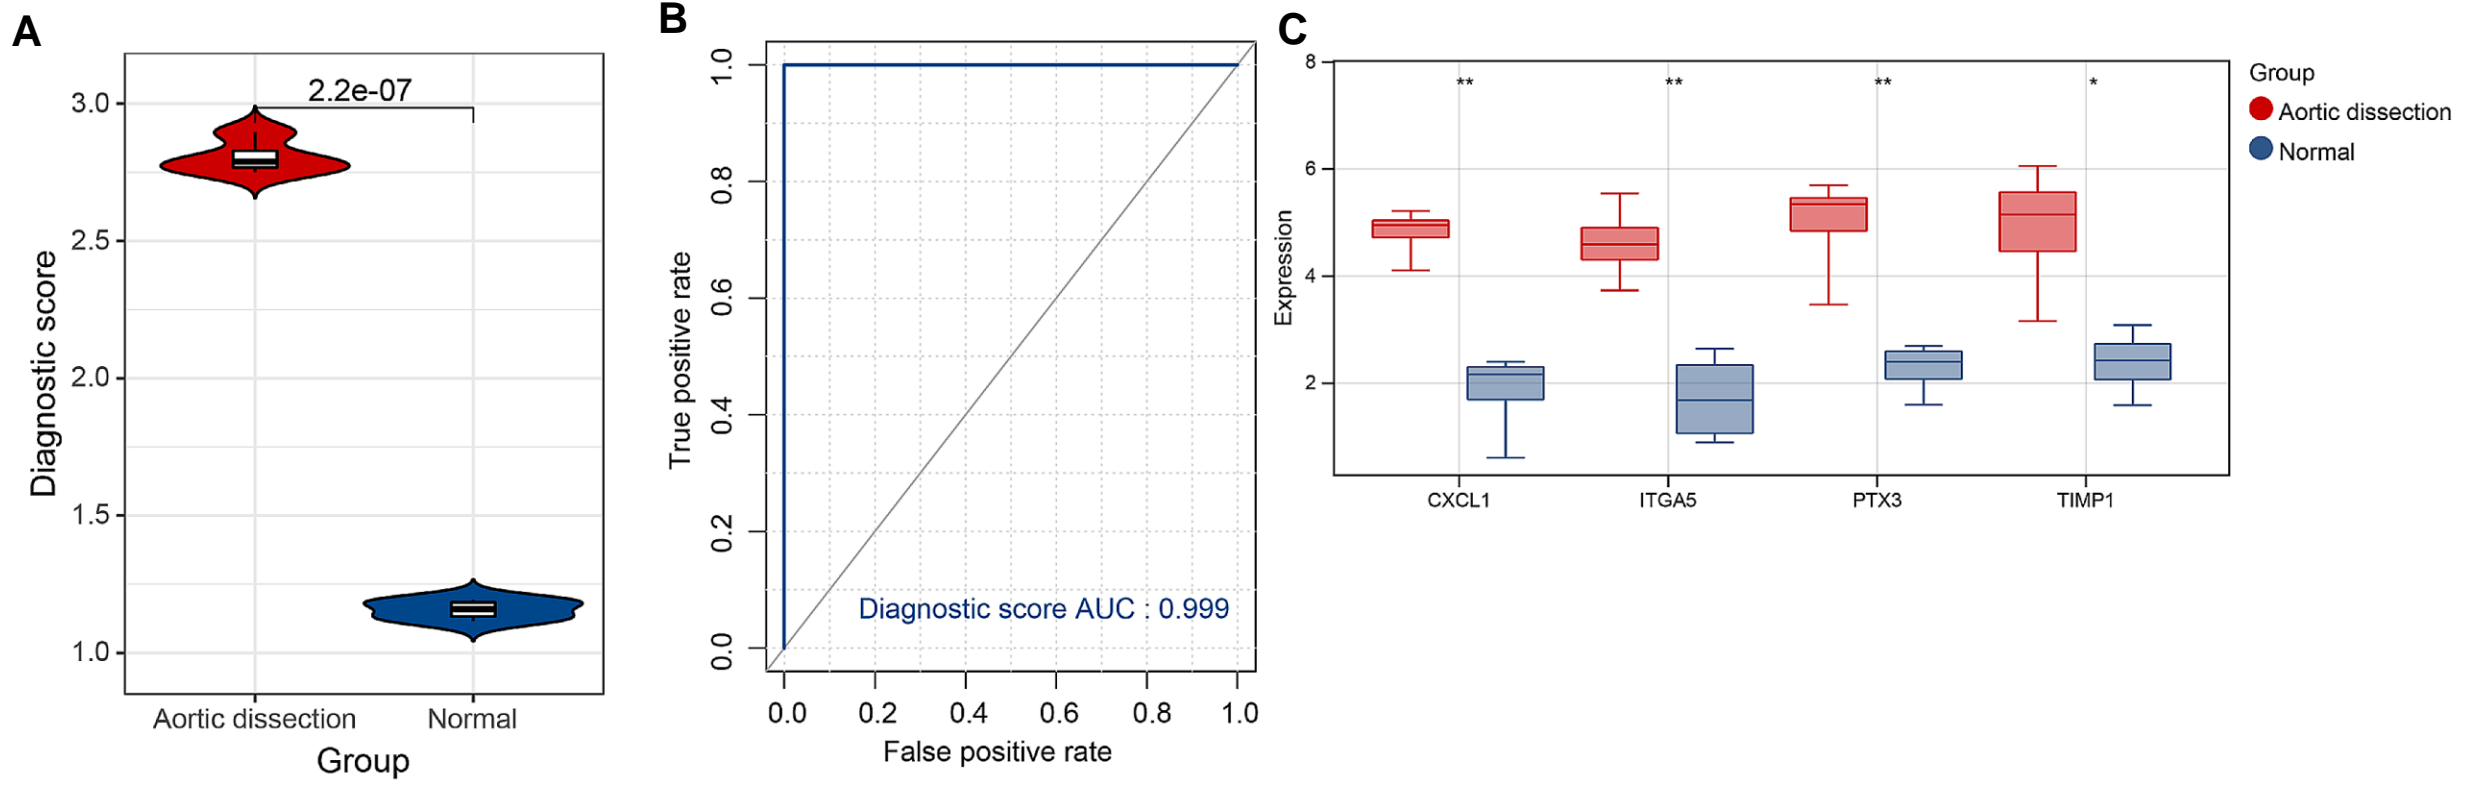 A
Diagnostic score
3.0
2.5
2.0
1.5
1.0
2.2e-07
Aortic dissection
Normal
Group
B
True positive rate
1.0
0.8
0.6
0.4
0.2
0.0
Diagnostic score AUC : 0.999
0.0 0.2 0.4 0.6 0.8 1.0
False positive rate
C
Expression
8
6
4
2
** ** ** *
CXCL1 ITGA5 PTX3 TIMP1
Group
Aortic dissection
Normal